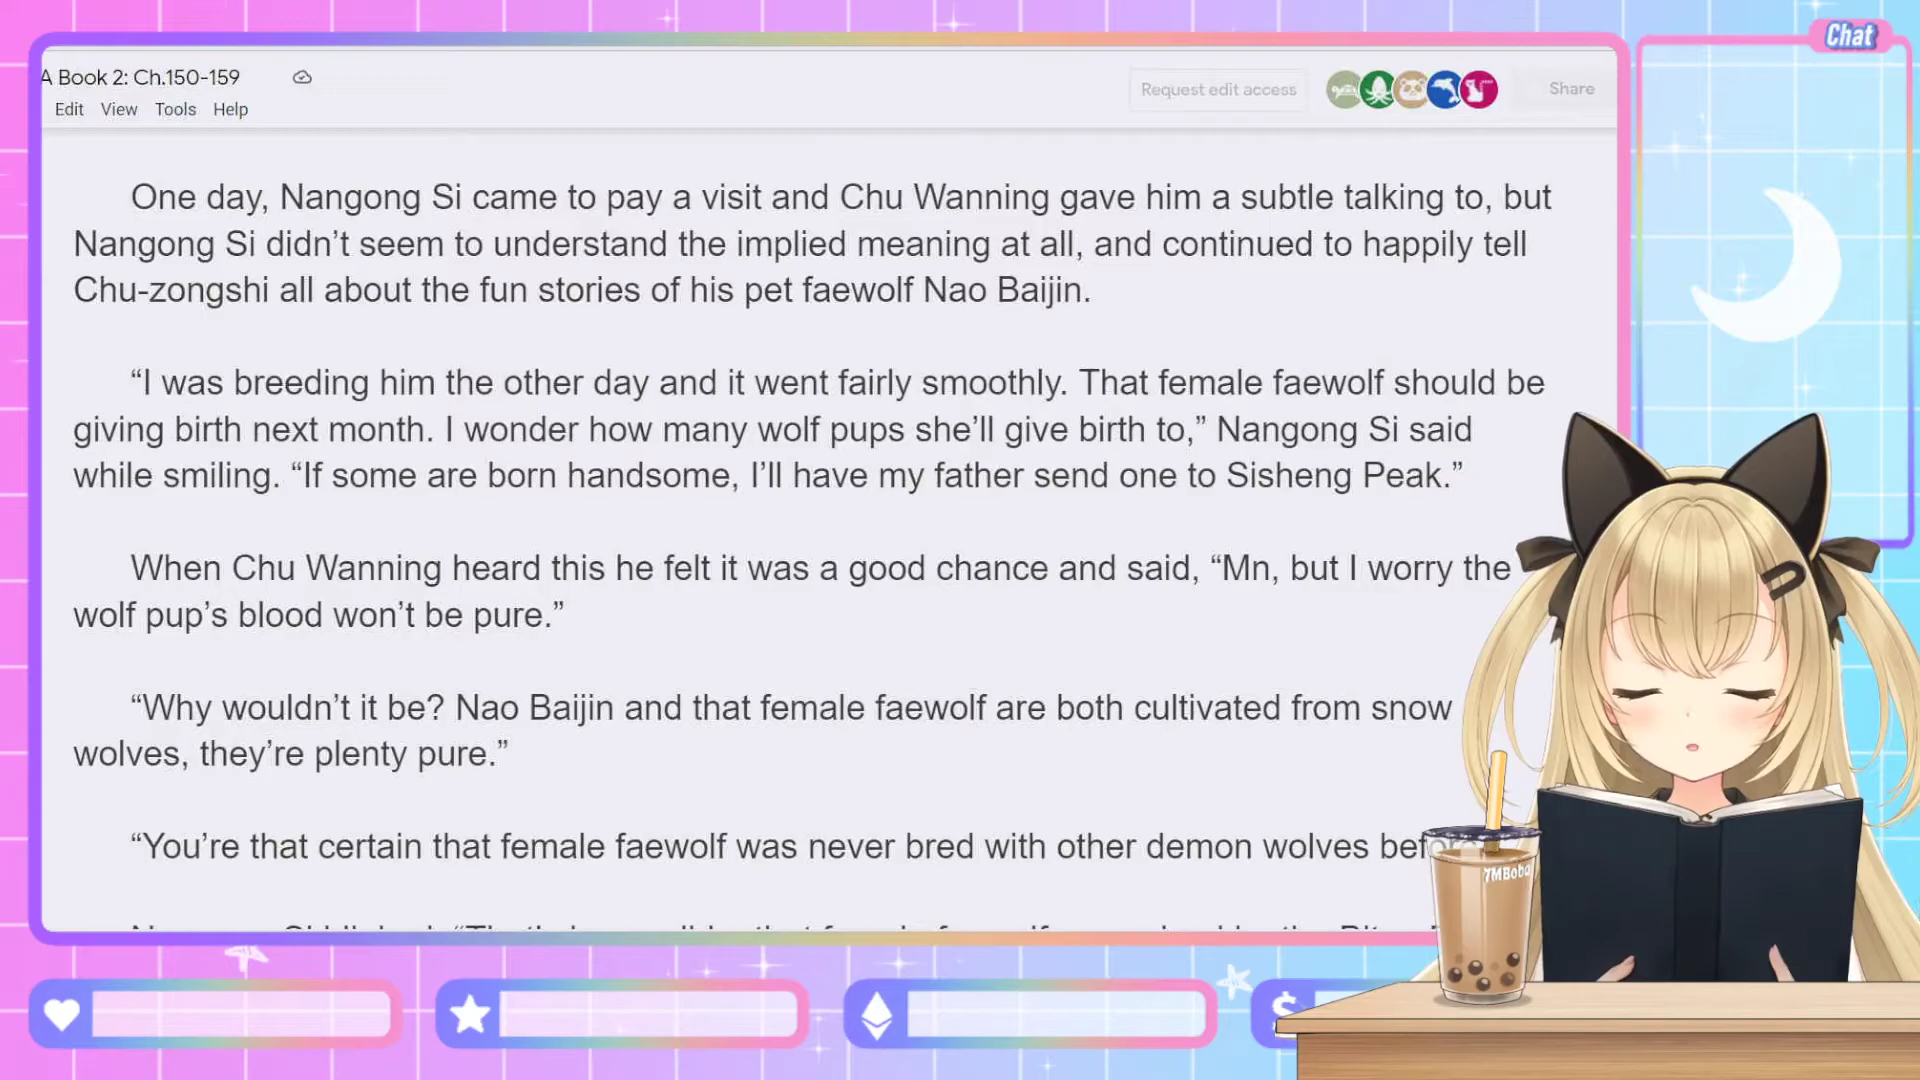 Chat
A Book 2: Ch.150-159
Request edit access
Share
Edit View Tools Help
One day, Nangong Si came to pay a visit and Chu Wanning gave him a subtle talking to, but
Nangong Si didn’t seem to understand the implied meaning at all, and continued to happily tell
Chu-zongshi all about the fun stories of his pet faewolf Nao Baijin.
“I was breeding him the other day and it went fairly smoothly. That female faewolf should be
giving birth next month. I wonder how many wolf pups she’ll give birth to,” Nangong Si said
while smiling. “If some are born handsome, I’ll have my father send one to Sisheng Peak.”
When Chu Wanning heard this he felt it was a good chance and said, “Mn, but I worry the
wolf pup’s blood won’t be pure.”
“Why wouldn’t it be? Nao Baijin and that female faewolf are both cultivated from snow
wolves, they’re plenty pure.”
“You’re that certain that female faewolf was never bred with other demon wolves before
7MBoba